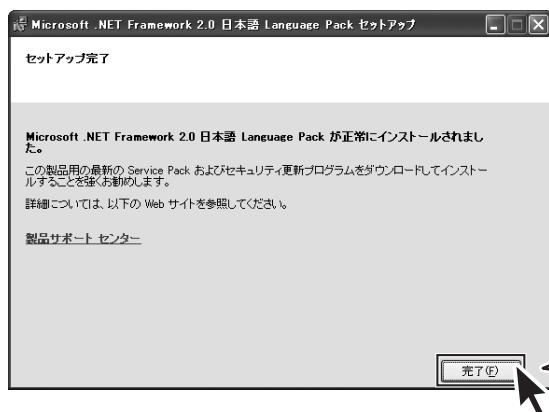 Microsoft .NET Framework 2.0 日本語 Language Pack セットアップ
セットアップ完了
Microsoft .NET Framework 2.0 日本語 Language Pack が正常にインストールされまし
た。
この製品用の最新の Service Pack およびセキュリティ更新プログラムをダウンロードしてインストー
ルすることを強くお勧めします。
詳細については、以下の Web サイトを参照してください。
製品サポート センター
完了(F)